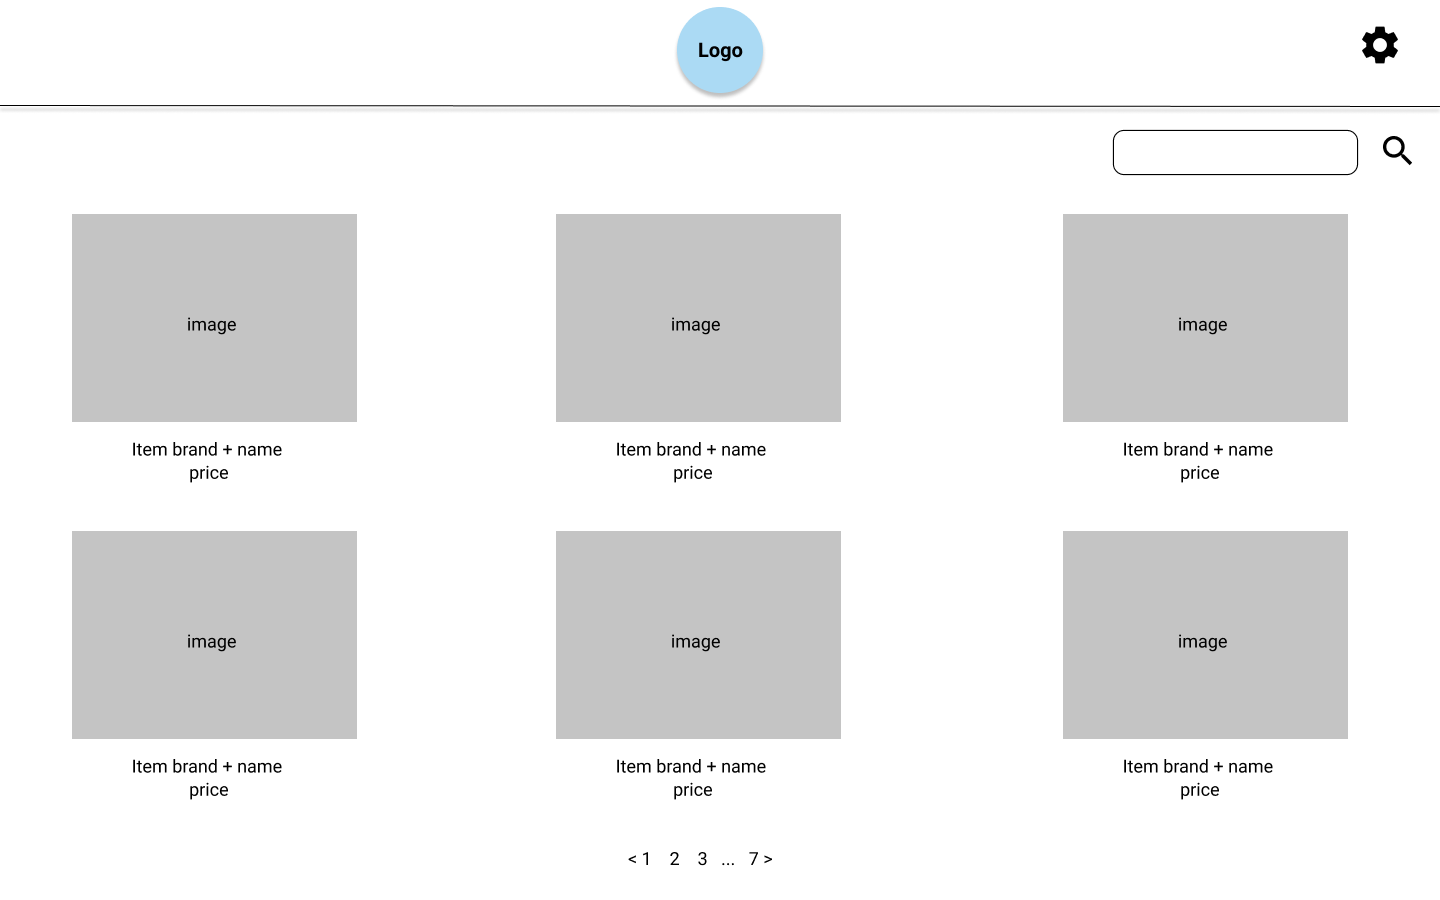 Logo
image
image
image
Item brand + name
price
Item brand + name
price
Item brand + name
price
image
image
image
Item brand + name
price
Item brand + name
price
Item brand + name
price
< 1 2 3 ... 7 >